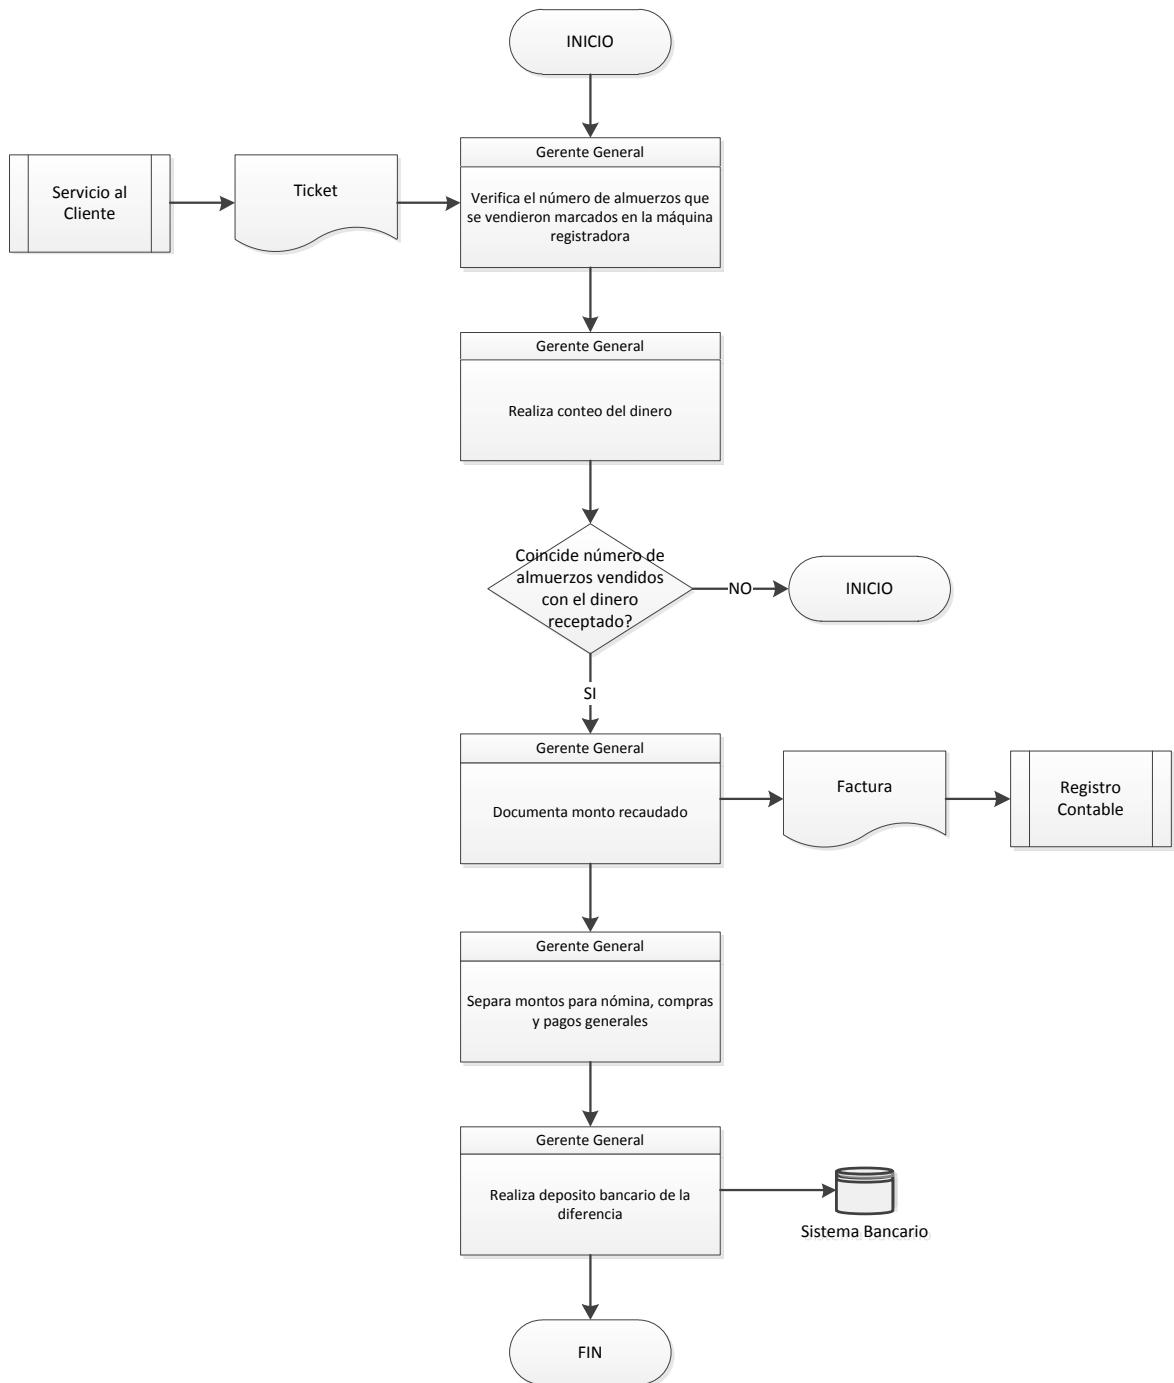 INICIO
Gerente General
Servicio al
Cliente
Ticket
Verifica el número de almuerzos que
se vendieron marcados en la máquina
registradora
Gerente General
Realiza conteo del dinero
Coincide número de
almuerzos vendidos
con el dinero
receptado?
NO
INICIO
SI
Gerente General
Documenta monto recaudado
Factura
Registro
Contable
Gerente General
Separa montos para nómina, compras
y pagos generales
Gerente General
Realiza deposito bancario de la
diferencia
Sistema Bancario
FIN